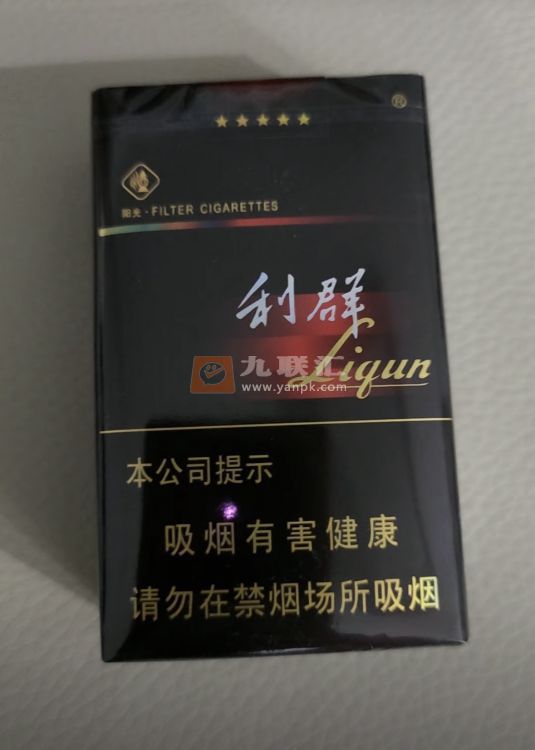 ®
★★★★★
阳光·FILTER CIGARETTES
利群
Liqun
九联汇
www.yanpk.com
本公司提示
吸烟有害健康
请勿在禁烟场所吸烟